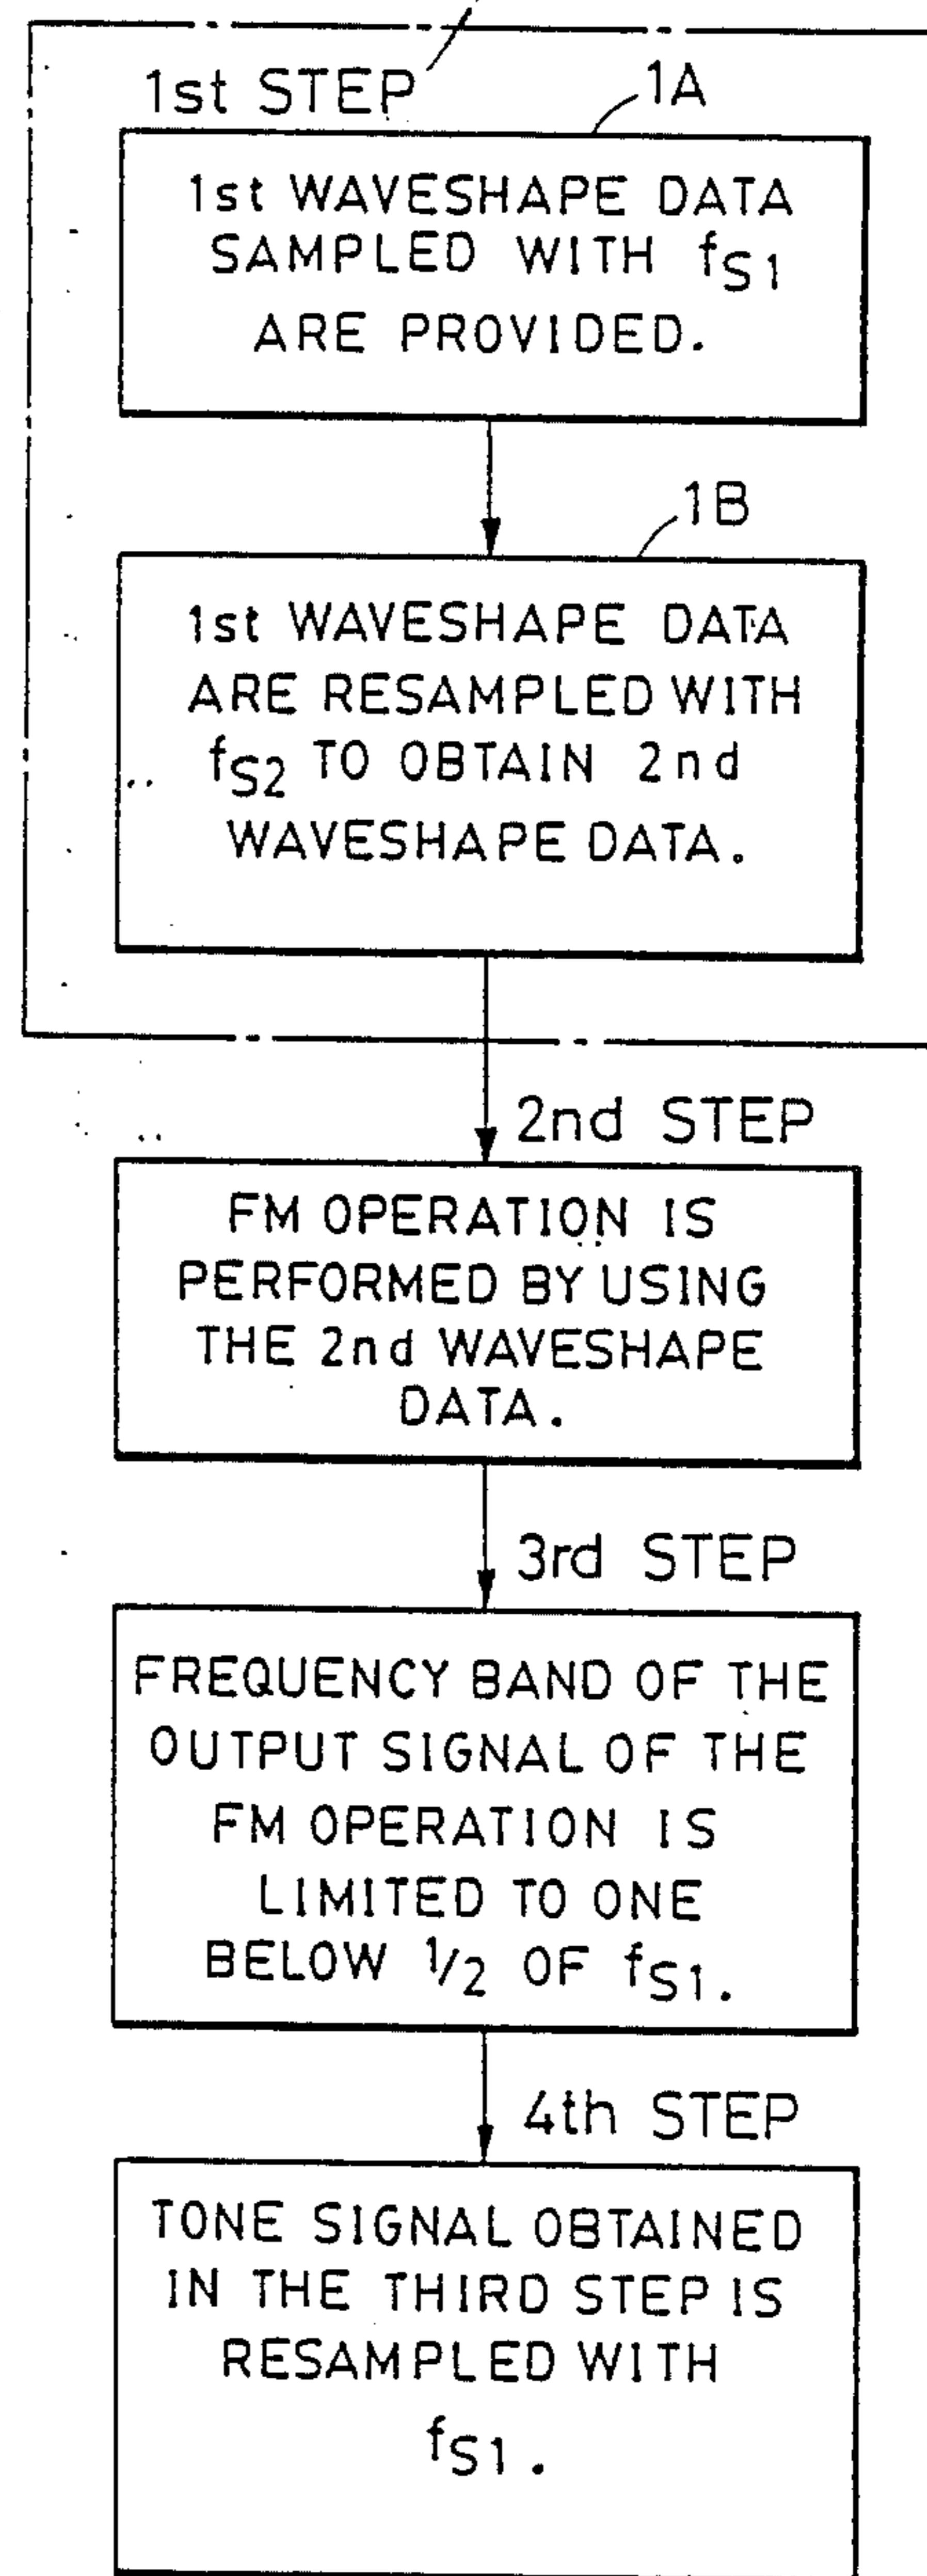 1st STEP
1A
1st WAVESHAPE DATA
SAMPLED WITH fS1
ARE PROVIDED.
1B
1st WAVESHAPE DATA
ARE RESAMPLED WITH
fS2 TO OBTAIN 2nd
WAVESHAPE DATA.
2nd STEP
FM OPERATION IS
PERFORMED BY USING
THE 2nd WAVESHAPE
DATA.
3rd STEP
FREQUENCY BAND OF THE
OUTPUT SIGNAL OF THE
FM OPERATION IS
LIMITED TO ONE
BELOW 1/2 OF fS1.
4th STEP
TONE SIGNAL OBTAINED
IN THE THIRD STEP IS
RESAMPLED WITH
fS1.